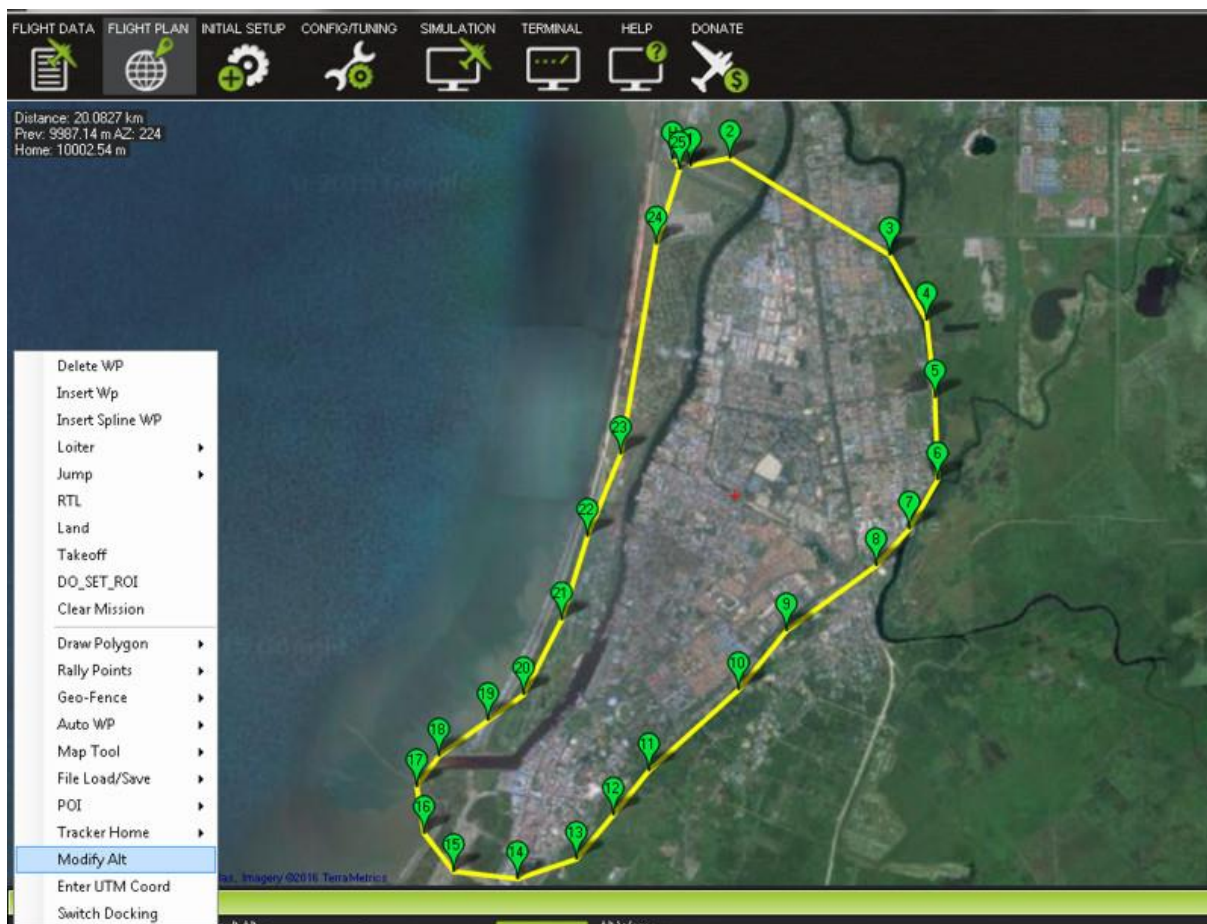 FLIGHT DATA FLIGHT PLAN INITIAL SETUP CONFIG/TUNING SIMULATION TERMINAL HELP DONATE
Distance: 20.0827 km
Prev: 9987.14 m AZ: 224
Home: 10002.54 m
H 1 2
25
24
3
4
5
6
7
8
9
10
11
12
13
14
15
16
17
18
19
20
21
22
23
Delete WP
Insert Wp
Insert Spline WP
Loiter
Jump
RTL
Land
Takeoff
DO_SET_ROI
Clear Mission
Draw Polygon
Rally Points
Geo-Fence
Auto WP
Map Tool
File Load/Save
POI
Tracker Home
Modify Alt
Enter UTM Coord
Switch Docking
Imagery ©2016 TerraMetrics